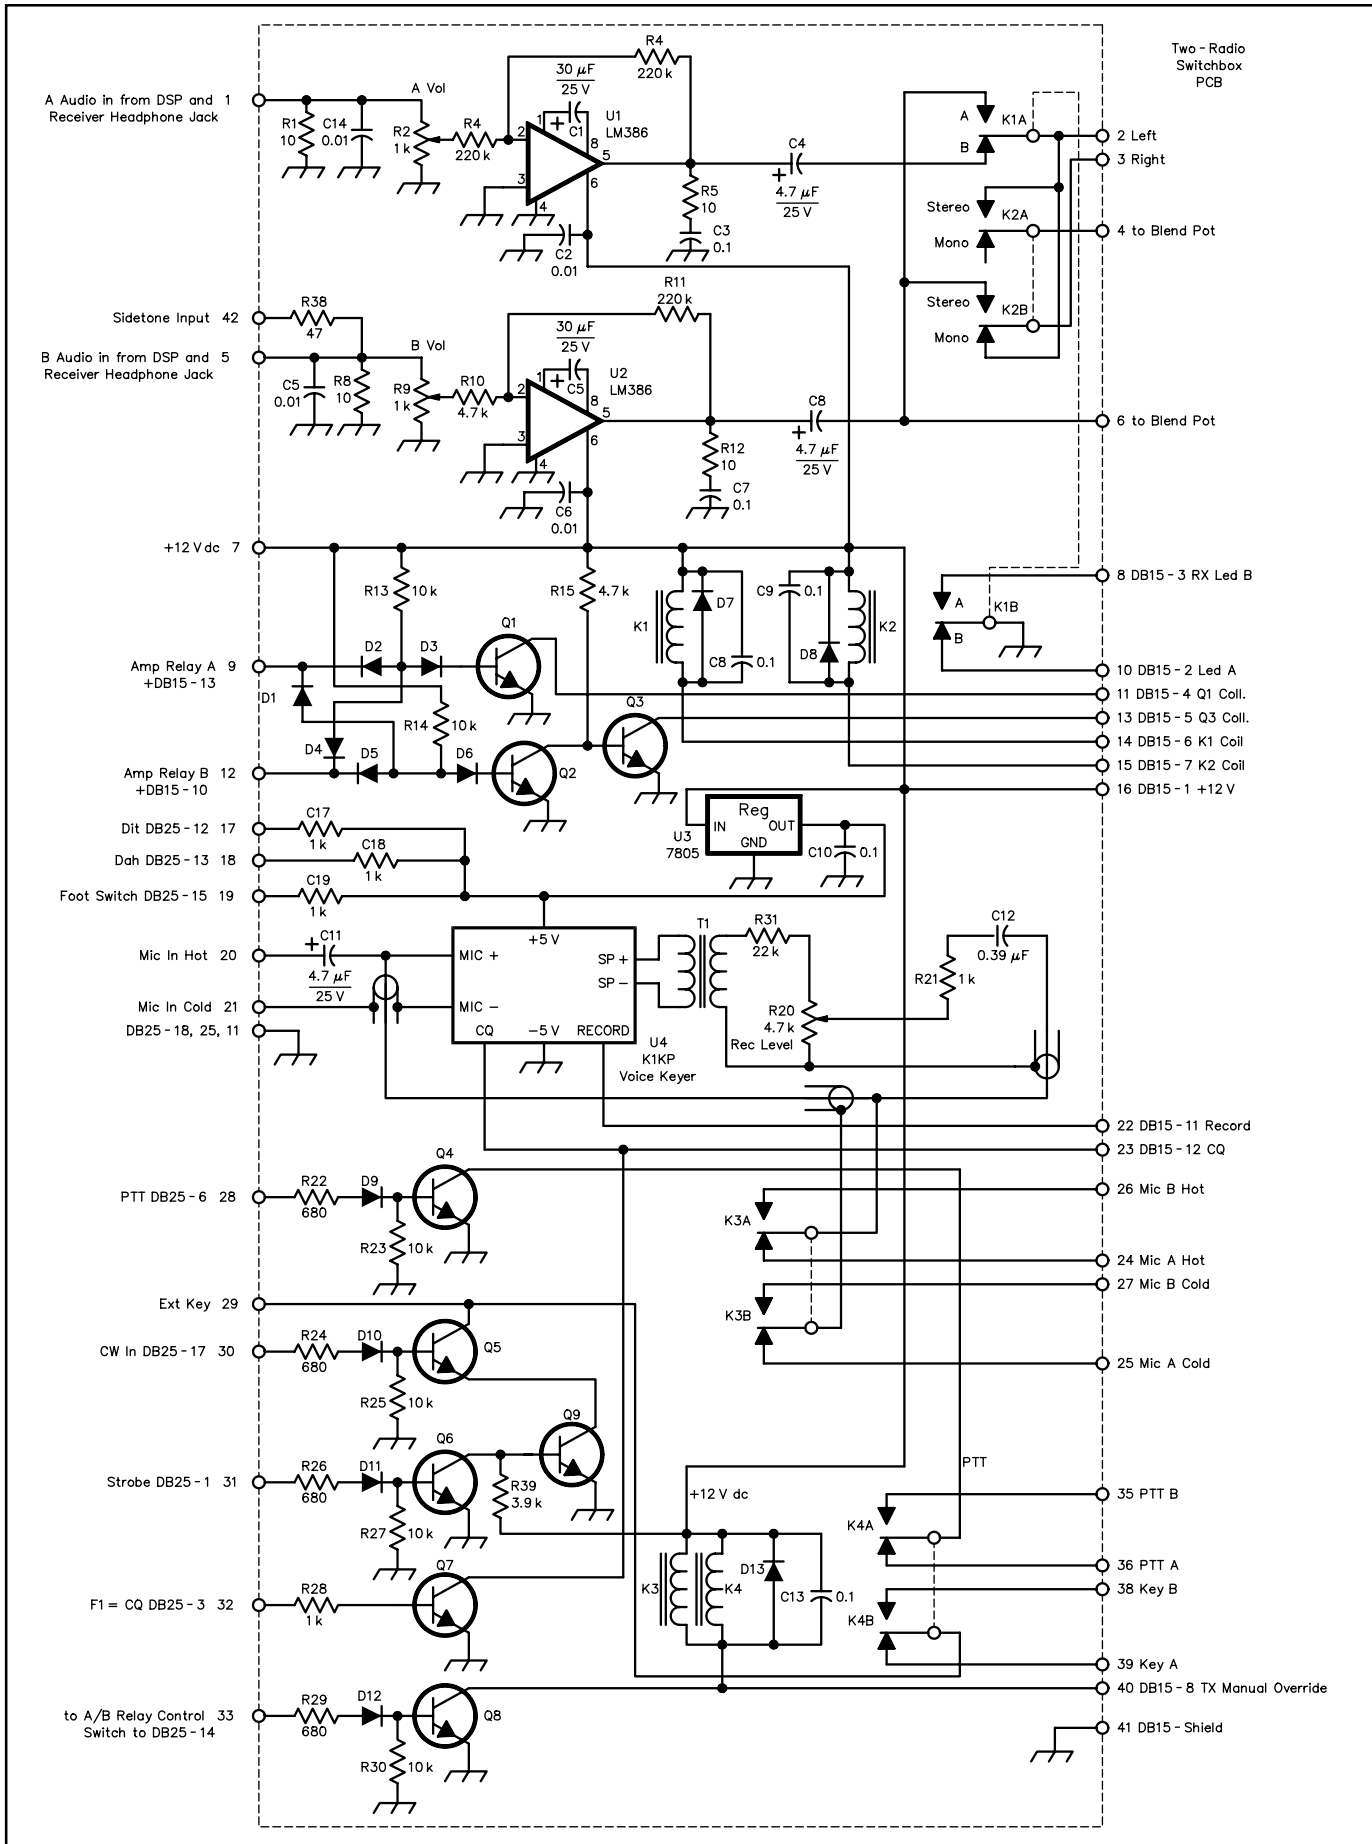 Two-Radio
Switchbox
PCB
A Audio in from DSP and 1
Receiver Headphone Jack
R1
10
C14
0.01
A Vol
R2
1 k
R4
220 k
R4
220 k
30 µF
25 V
+
C1
U1
LM386
1
2
3
4
5
6
8
C2
0.01
R5
10
C3
0.1
C4
+
4.7 µF
25 V
A
B
K1A
2 Left
3 Right
Stereo
K2A
Mono
4 to Blend Pot
Stereo
K2B
Mono
6 to Blend Pot
Sidetone Input 42
R38
47
B Audio in from DSP and 5
Receiver Headphone Jack
C5
0.01
R8
10
B Vol
R9
1 k
R10
4.7 k
R11
220 k
30 µF
25 V
+
C5
U2
LM386
1
2
3
4
5
6
8
C6
0.01
R12
10
C7
0.1
C8
+
4.7 µF
25 V
+12 V dc 7
R13
10 k
R15
4.7 k
K1
D7
C8
0.1
C9
0.1
D8
K2
A
B
K1B
8 DB15-3 RX Led B
10 DB15-2 Led A
11 DB15-4 Q1 Coll.
13 DB15-5 Q3 Coll.
14 DB15-6 K1 Coil
15 DB15-7 K2 Coil
16 DB15-1 +12 V
Amp Relay A 9
+DB15-13
D1
D2
D3
Q1
R14
10 k
D4
D5
D6
Q2
Q3
Amp Relay B 12
+DB15-10
Dit DB25-12 17
C17
1 k
Dah DB25-13 18
C18
1 k
Foot Switch DB25-15 19
C19
1 k
U3
7805
Reg
IN
OUT
GND
C10
0.1
Mic In Hot 20
+
C11
4.7 µF
25 V
Mic In Cold 21
DB25-18, 25, 11
+5 V
MIC +
MIC -
SP +
SP -
CQ
-5 V
RECORD
U4
K1KP
Voice Keyer
T1
R31
22 k
R20
4.7 k
Rec Level
R21
1 k
C12
0.39 µF
22 DB15-11 Record
23 DB15-12 CQ
PTT DB25-6 28
R22
680
D9
Q4
R23
10 k
K3A
26 Mic B Hot
24 Mic A Hot
27 Mic B Cold
K3B
25 Mic A Cold
Ext Key 29
CW In DB25-17 30
R24
680
D10
Q5
R25
10 k
Strobe DB25-1 31
R26
680
D11
Q6
R27
10 k
Q9
R39
3.9 k
+12 V dc
PTT
K3
K4
D13
C13
0.1
K4A
35 PTT B
36 PTT A
38 Key B
K4B
39 Key A
40 DB15-8 TX Manual Override
41 DB15-Shield
F1 = CQ DB25-3 32
R28
1 k
Q7
to A/B Relay Control 33
Switch to DB25-14
R29
680
D12
Q8
R30
10 k